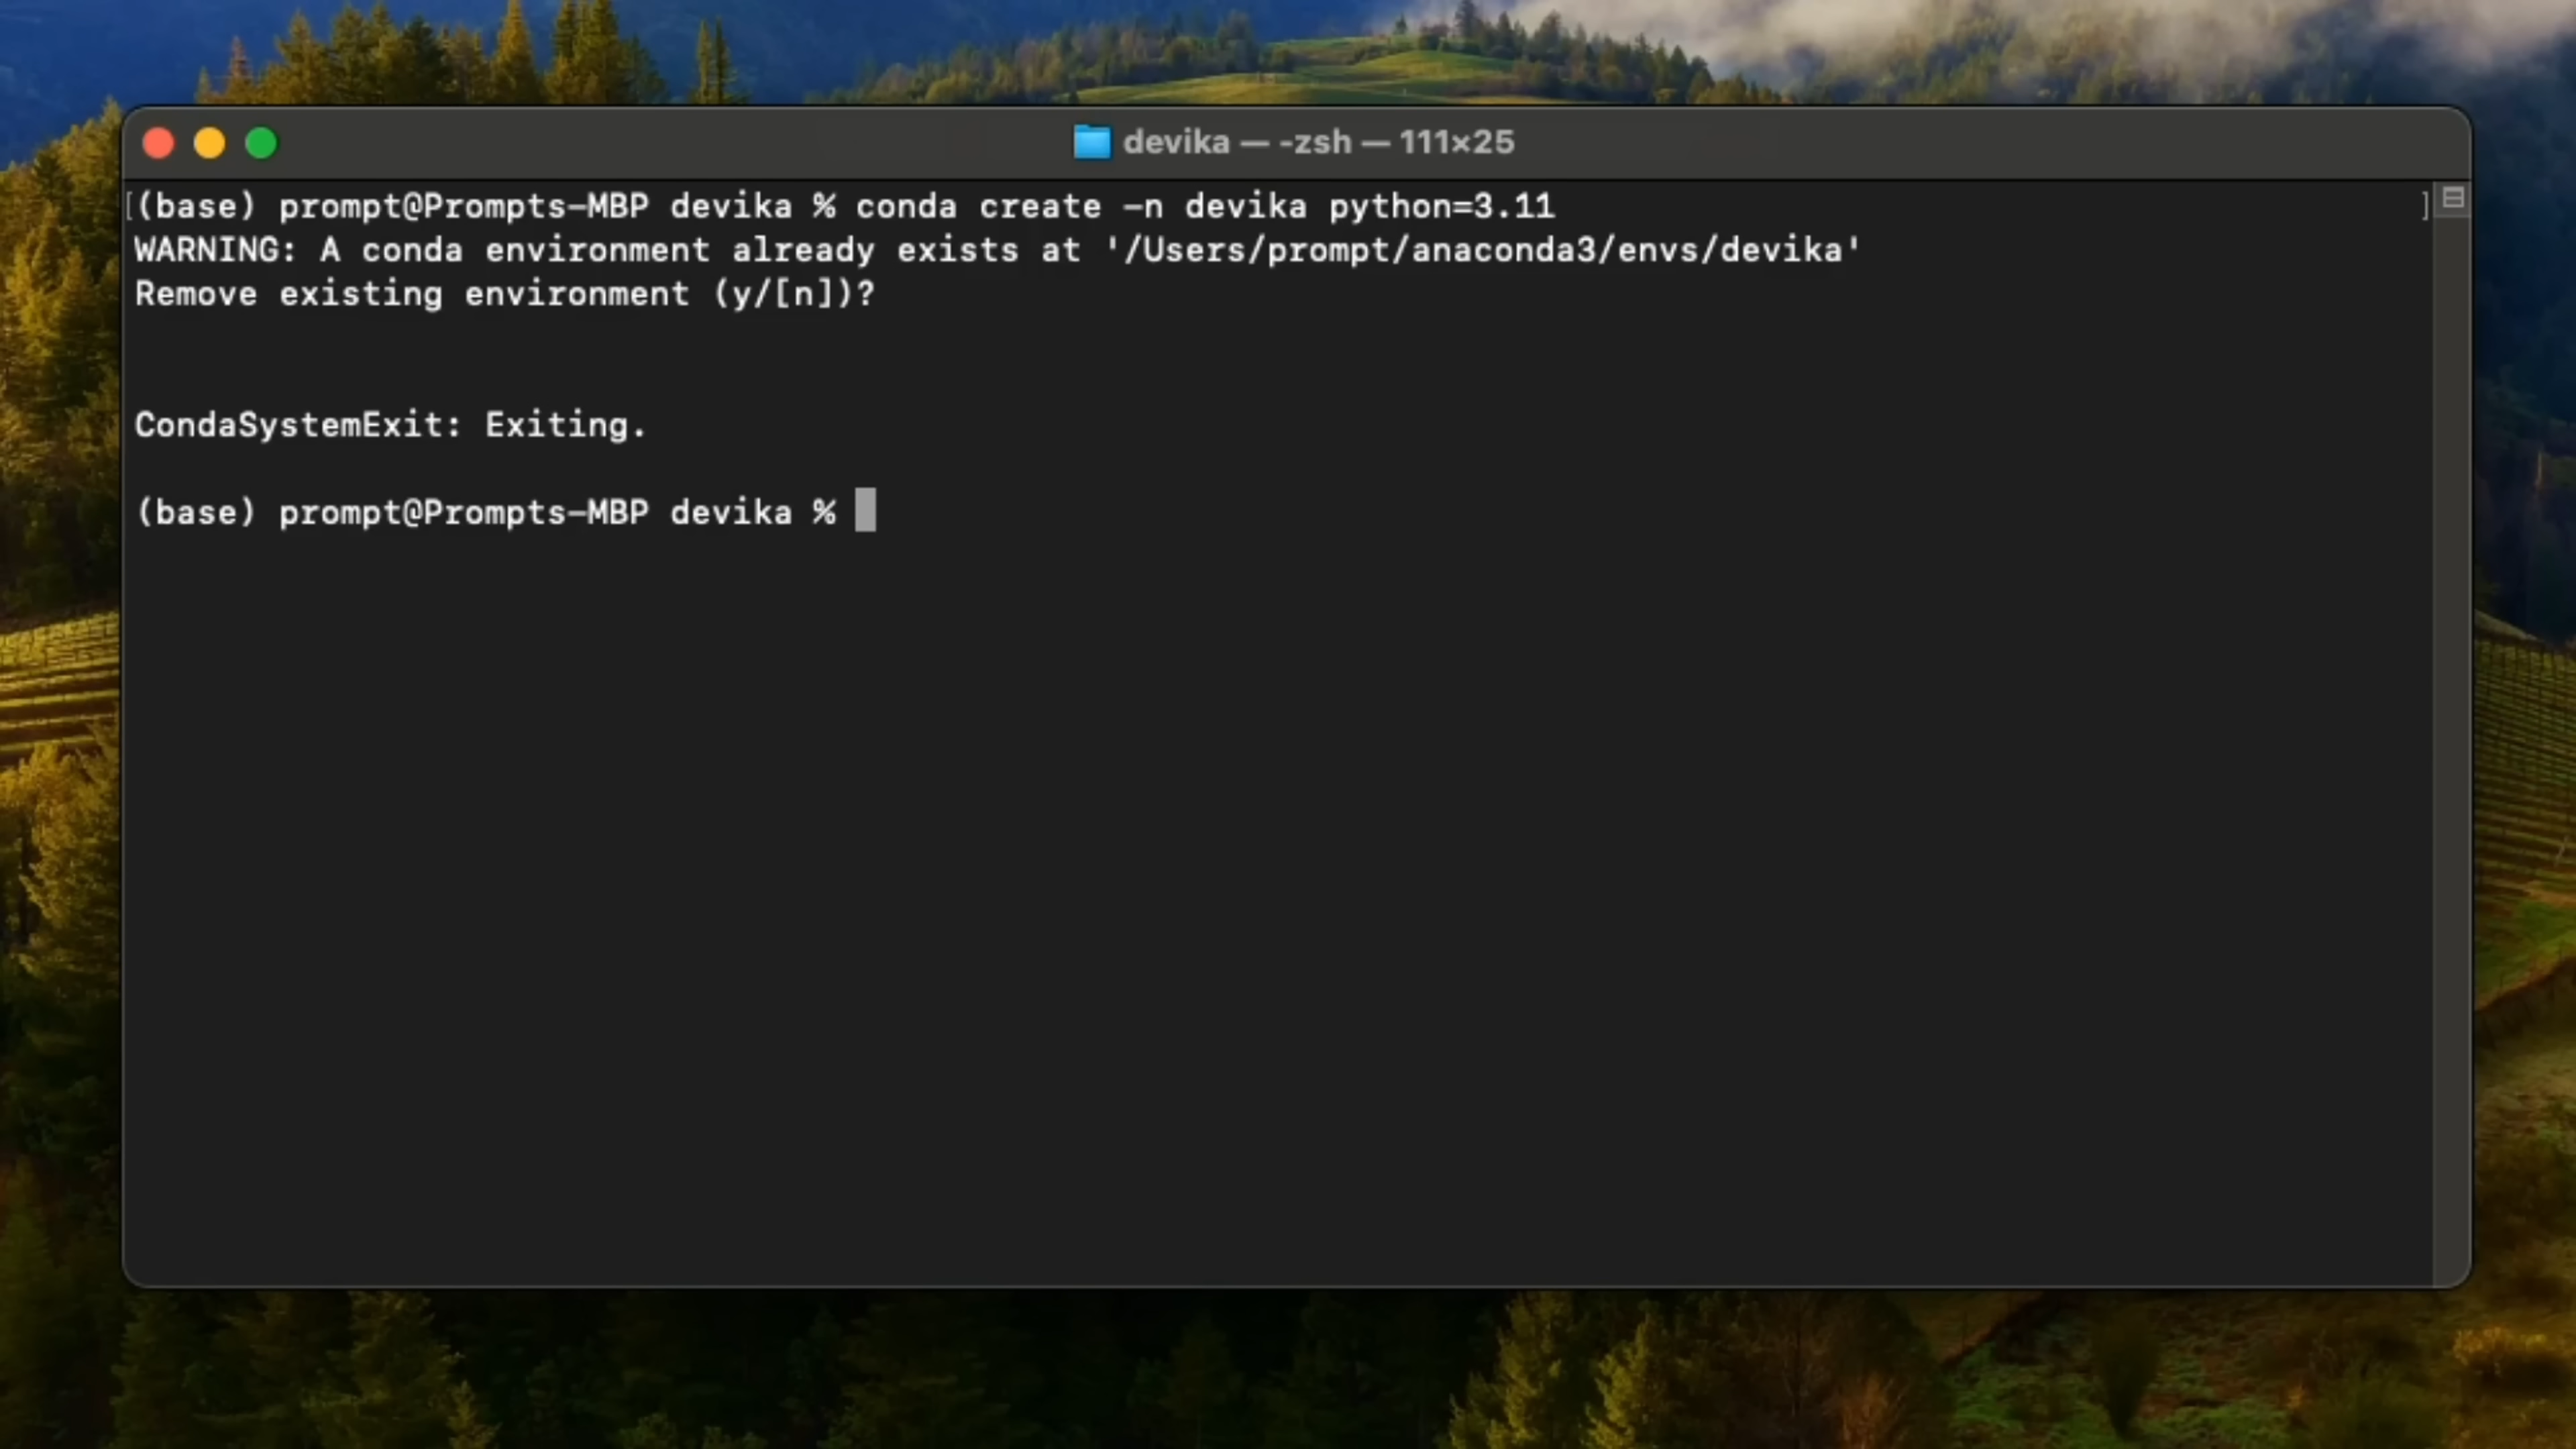 devika — -zsh — 111×25
[(base) prompt@Prompts-MBP devika % conda create -n devika python=3.11 ]
WARNING: A conda environment already exists at '/Users/prompt/anaconda3/envs/devika'
Remove existing environment (y/[n])?
CondaSystemExit: Exiting.
(base) prompt@Prompts-MBP devika %